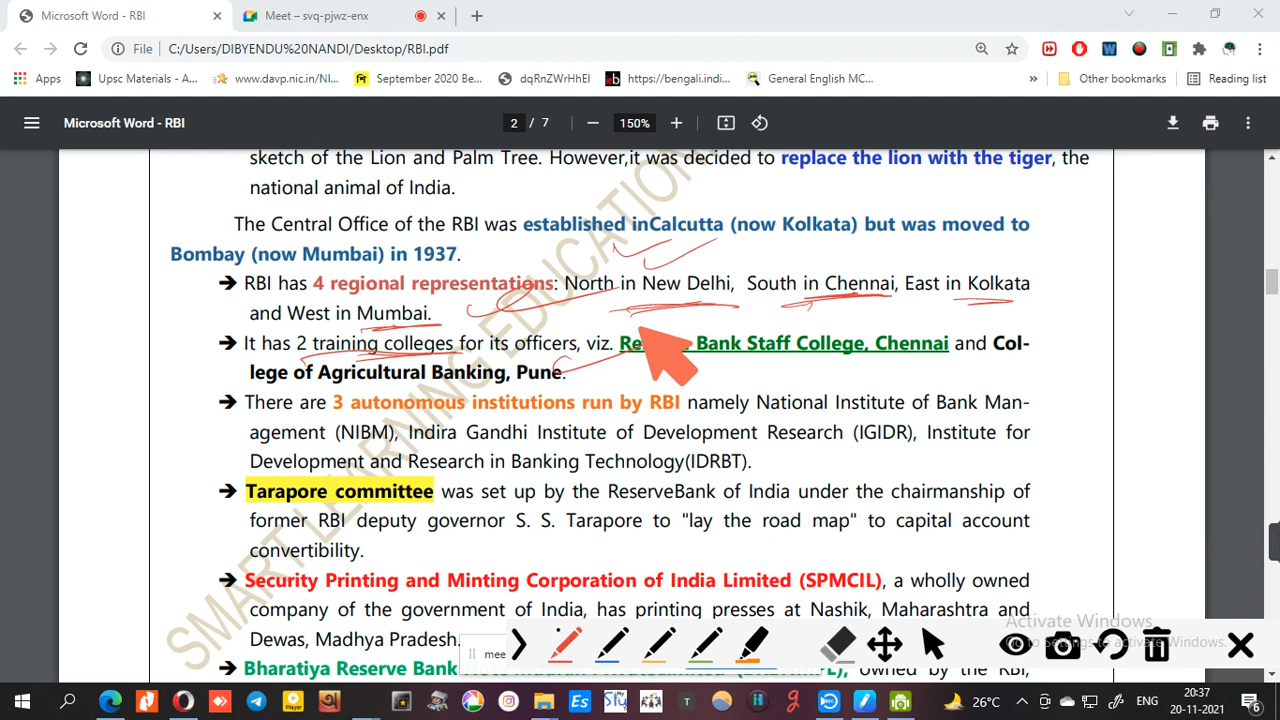 Microsoft Word - RBI
Meet – svq-pjwz-enx
File
C:/Users/DIBYENDU%20NANDI/Desktop/RBI.pdf
Apps
Upsc Materials - A...
www.davp.nic.in/NI...
September 2020 Be...
dqRnZWrHhEI
https://bengali.indi...
General English MC...
»
Other bookmarks
Reading list
Microsoft Word - RBI
2 / 7
150%
sketch of the Lion and Palm Tree. However,it was decided to replace the lion with the tiger, the
national animal of India.
The Central Office of the RBI was established inCalcutta (now Kolkata) but was moved to
Bombay (now Mumbai) in 1937.
➔ RBI has 4 regional representations: North in New Delhi, South in Chennai, East in Kolkata
and West in Mumbai.
➔ It has 2 training colleges for its officers, viz. Bank Staff College, Chennai and Col-
lege of Agricultural Banking, Pune.
➔ There are 3 autonomous institutions run by RBI namely National Institute of Bank Man-
agement (NIBM), Indira Gandhi Institute of Development Research (IGIDR), Institute for
Development and Research in Banking Technology(IDRBT).
➔ Tarapore committee was set up by the ReserveBank of India under the chairmanship of
former RBI deputy governor S. S. Tarapore to "lay the road map" to capital account
convertibility.
➔ Security Printing and Minting Corporation of India Limited (SPMCIL), a wholly owned
company of the government of India, has printing presses at Nashik, Maharashtra and
Dewas, Madhya Pradesh.
➔ Bharatiya Reserve Bank owned by the RBI,
SMART LEARNING EDUCATION
Activate Windows
Go to Settings to activate Windows.
mee
ENG
26°C
20:37
20-11-2021
6